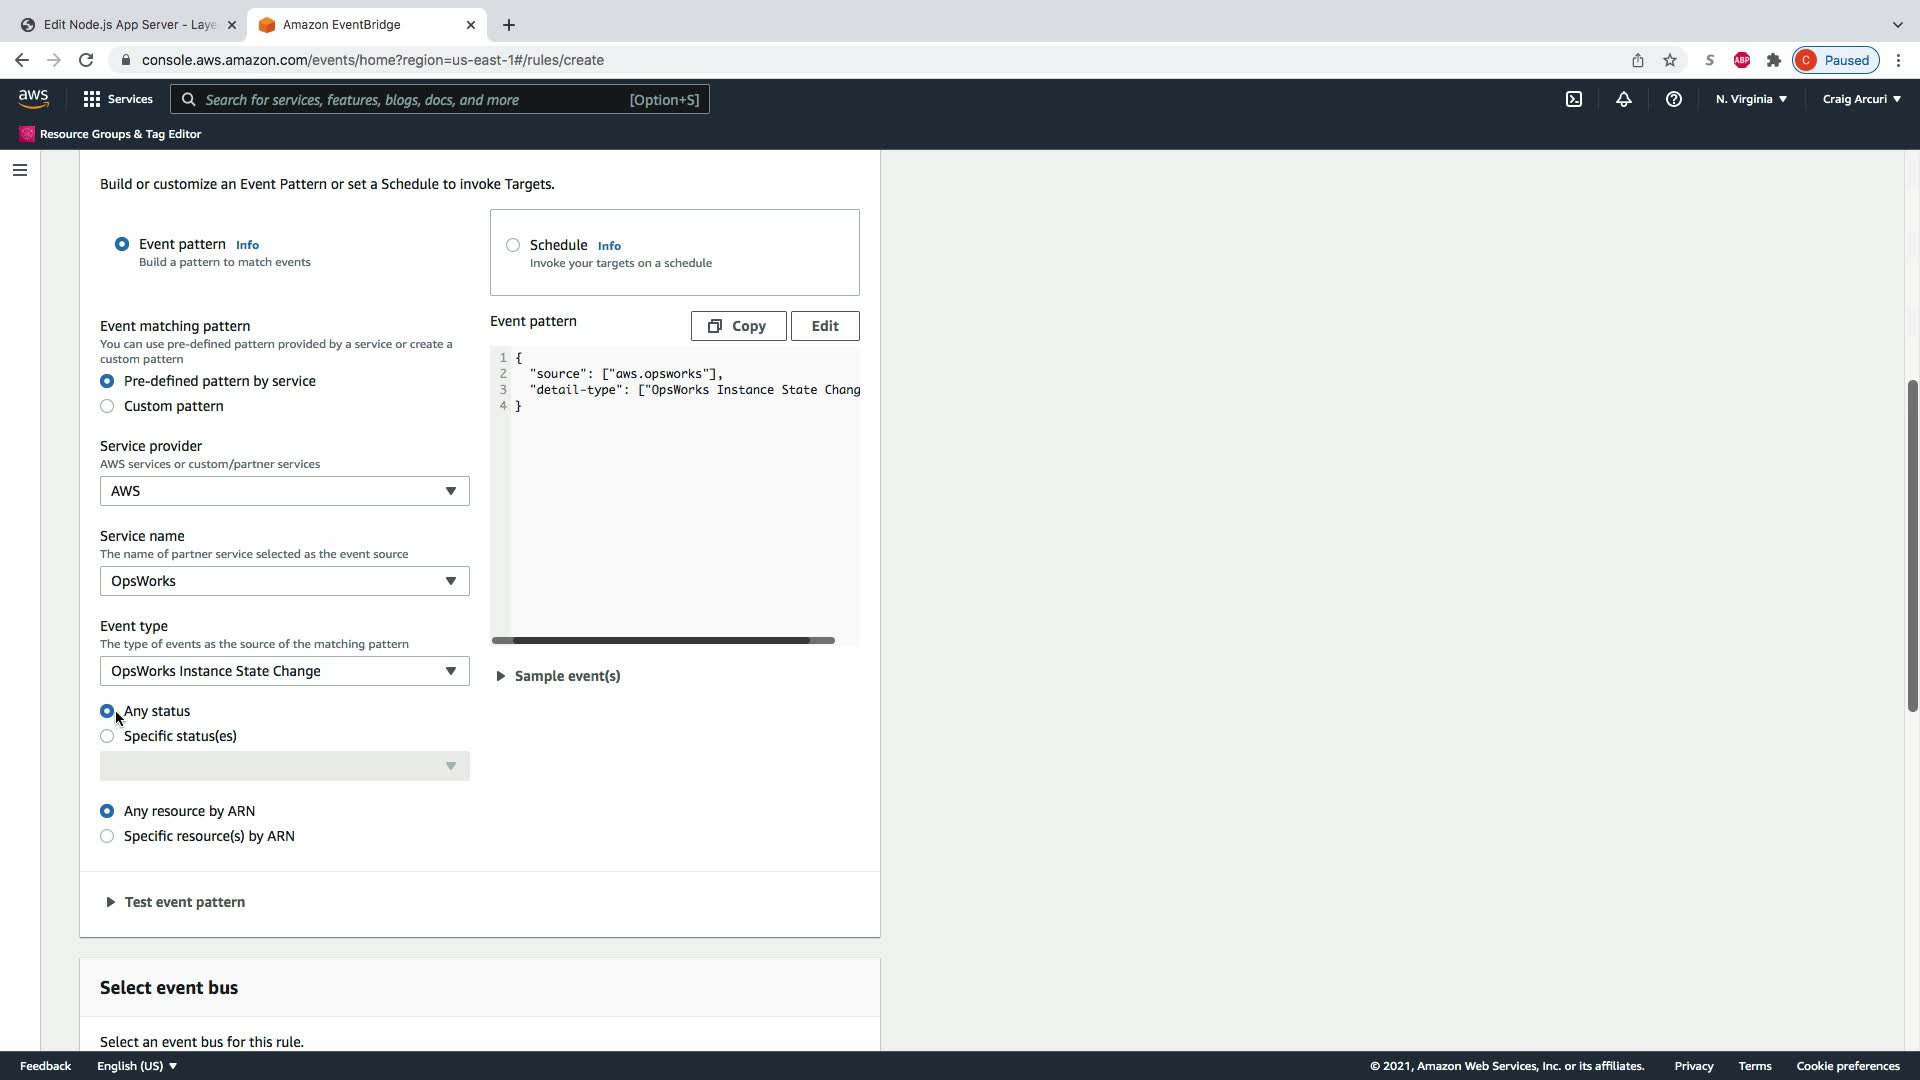 Edit Node.js App Server - Laye
Amazon EventBridge
console.aws.amazon.com/events/home?region=us-east-1#/rules/create
S
ABP
C Paused
aws
Services
Search for services, features, blogs, docs, and more [Option+S]
N. Virginia
Craig Arcuri
Resource Groups & Tag Editor
Build or customize an Event Pattern or set a Schedule to invoke Targets.
Event pattern Info
Build a pattern to match events
Schedule Info
Invoke your targets on a schedule
Event matching pattern
You can use pre-defined pattern provided by a service or create a
custom pattern
Pre-defined pattern by service
Custom pattern
Service provider
AWS services or custom/partner services
AWS
Service name
The name of partner service selected as the event source
OpsWorks
Event type
The type of events as the source of the matching pattern
OpsWorks Instance State Change
Any status
Specific status(es)
Any resource by ARN
Specific resource(s) by ARN
Event pattern
Copy
Edit
1 {
2 "source": ["aws.opsworks"],
3 "detail-type": ["OpsWorks Instance State Chang
4 }
Sample event(s)
Test event pattern
Select event bus
Select an event bus for this rule.
Feedback
English (US)
© 2021, Amazon Web Services, Inc. or its affiliates.
Privacy
Terms
Cookie preferences